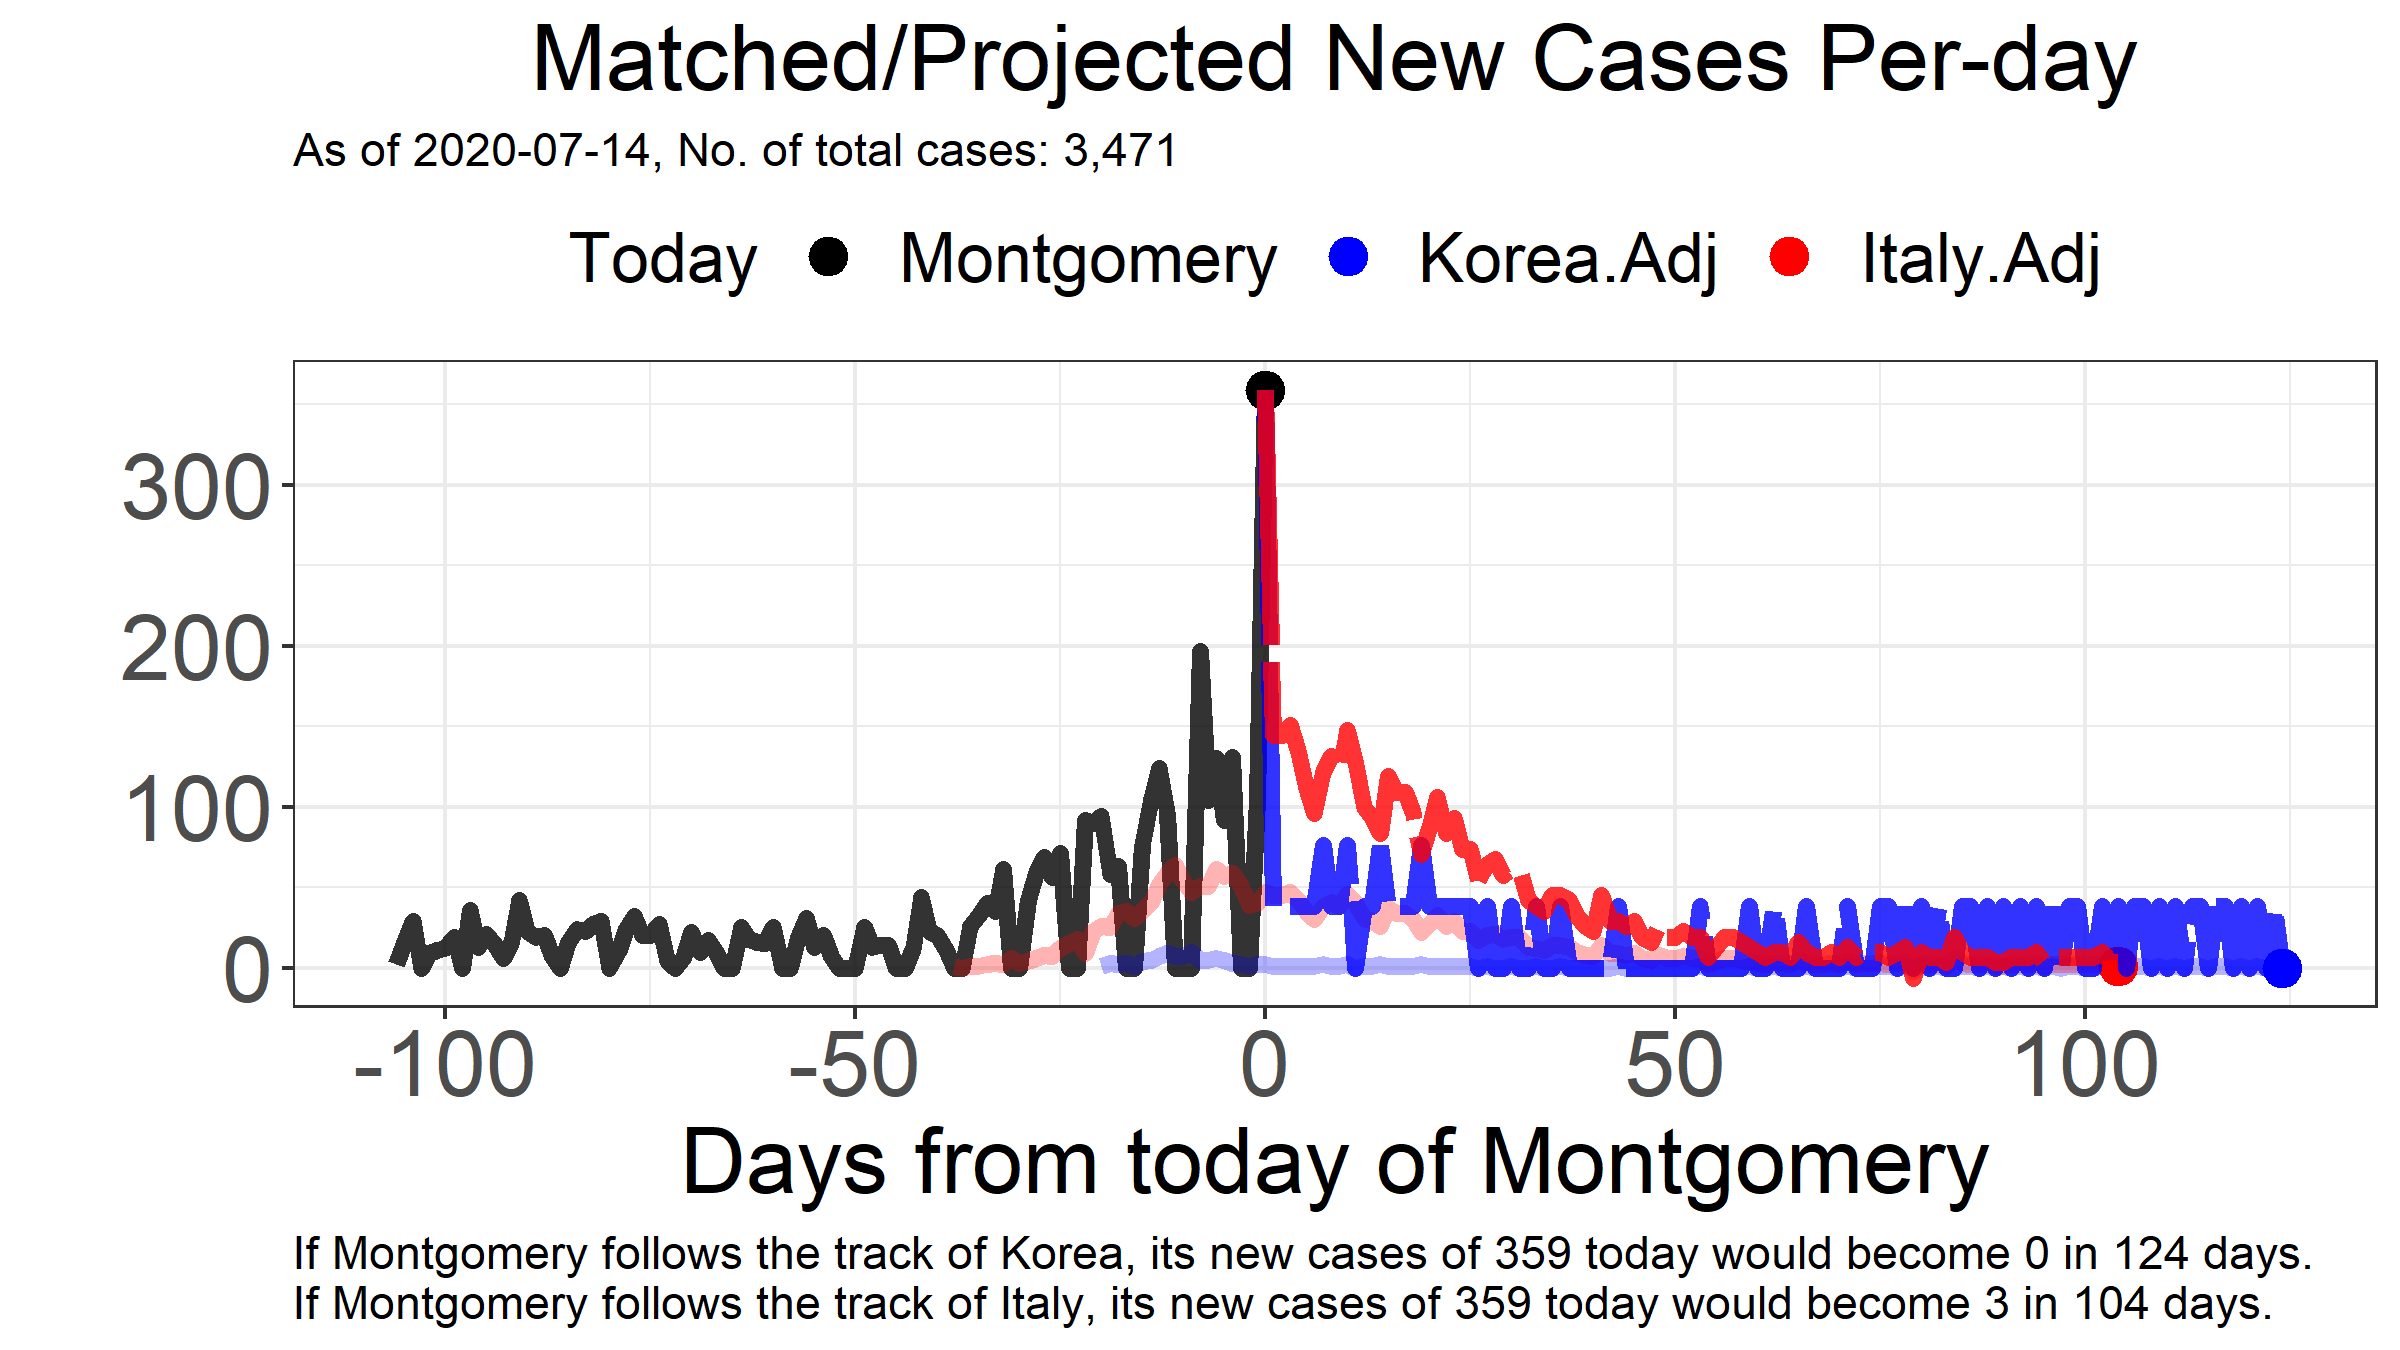 Matched/Projected New Cases Per-day
As of 2020-07-14, No. of total cases: 3,471
Today Montgomery Korea.Adj Italy.Adj
300
200
100
0
-100 -50 0 50 100
Days from today of Montgomery
If Montgomery follows the track of Korea, its new cases of 359 today would become 0 in 124 days.
If Montgomery follows the track of Italy, its new cases of 359 today would become 3 in 104 days.